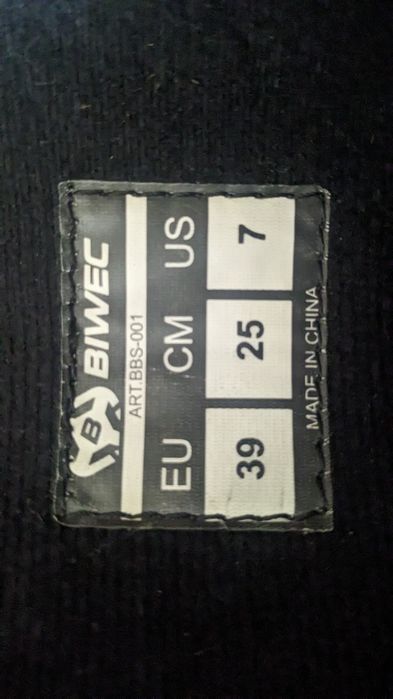 B BIWEC
ART.BBS-001
EU CM US
39 25 7
MADE IN CHINA